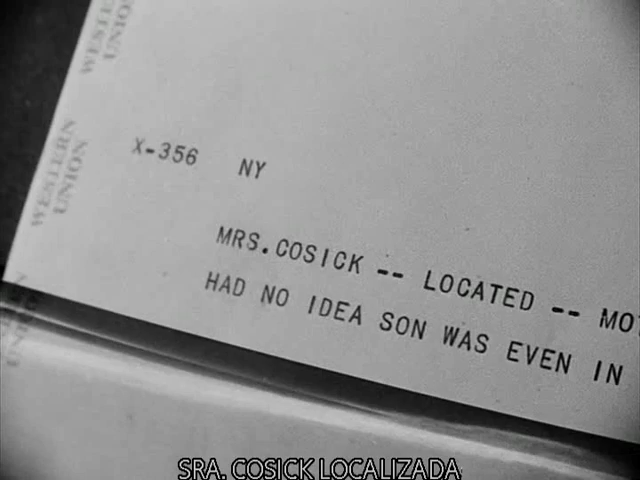 WESTERN
UNION
WESTERN
UNION
X-356 NY
MRS.COSICK -- LOCATED -- MO
HAD NO IDEA SON WAS EVEN IN
SRA. COSICK LOCALIZADA